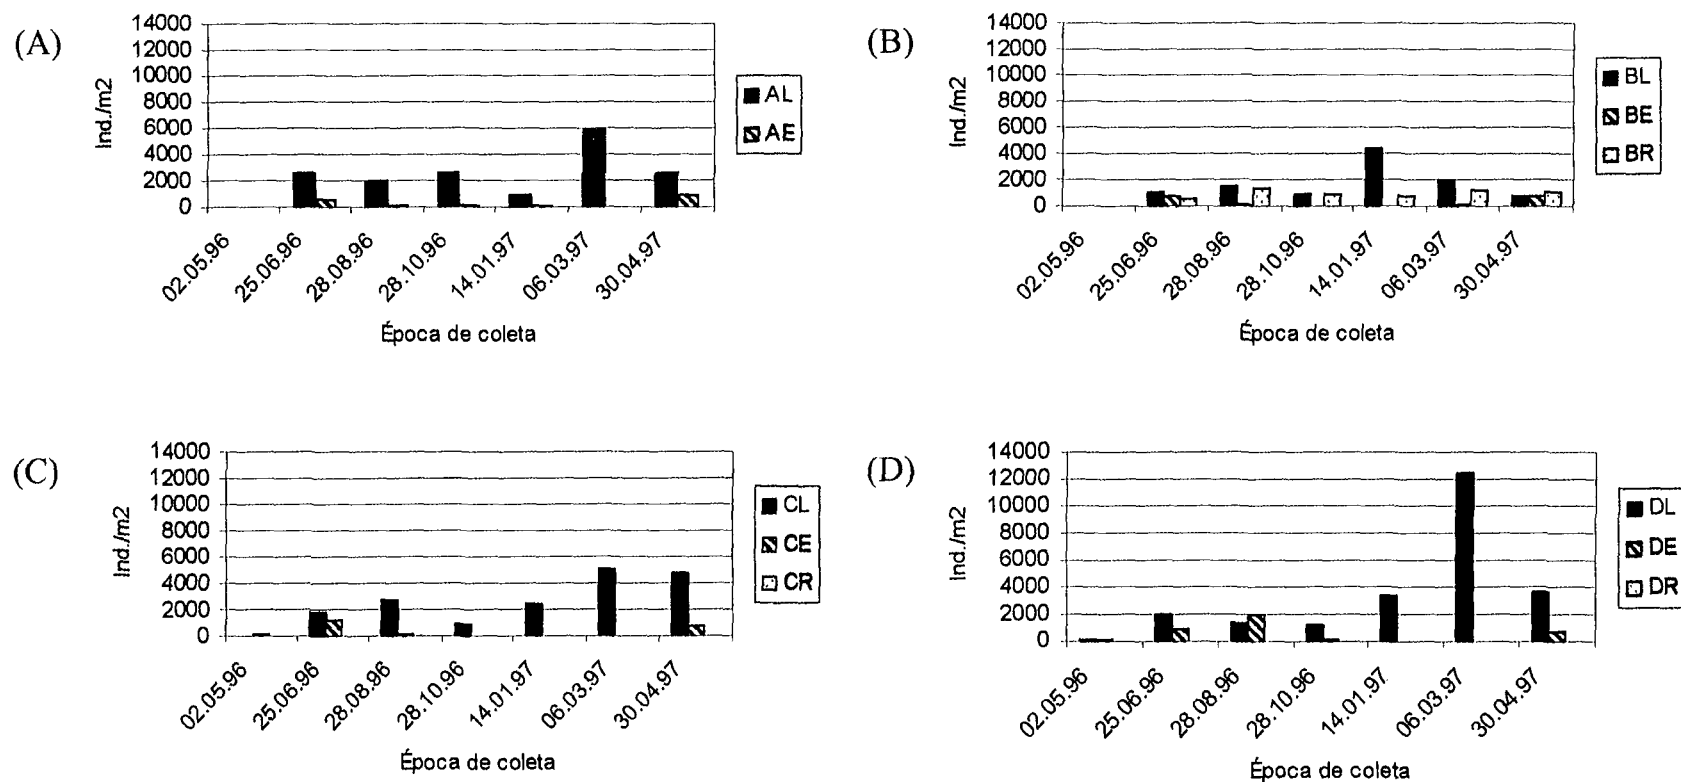 (A)
14000
12000
10000
8000
6000
4000
2000
0
Ind./m2
02.05.96
25.06.96
28.08.96
28.10.96
14.01.97
06.03.97
30.04.97
Época de coleta
AL
AE
(B)
14000
12000
10000
8000
6000
4000
2000
0
Ind./m2
02.05.96
25.06.96
28.08.96
28.10.96
14.01.97
06.03.97
30.04.97
Época de coleta
BL
BE
BR
(C)
14000
12000
10000
8000
6000
4000
2000
0
Ind./m2
02.05.96
25.06.96
28.08.96
28.10.96
14.01.97
06.03.97
30.04.97
Época de coleta
CL
CE
CR
(D)
14000
12000
10000
8000
6000
4000
2000
0
Ind./m2
02.05.96
25.06.96
28.08.96
28.10.96
14.01.97
06.03.97
30.04.97
Época de coleta
DL
DE
DR